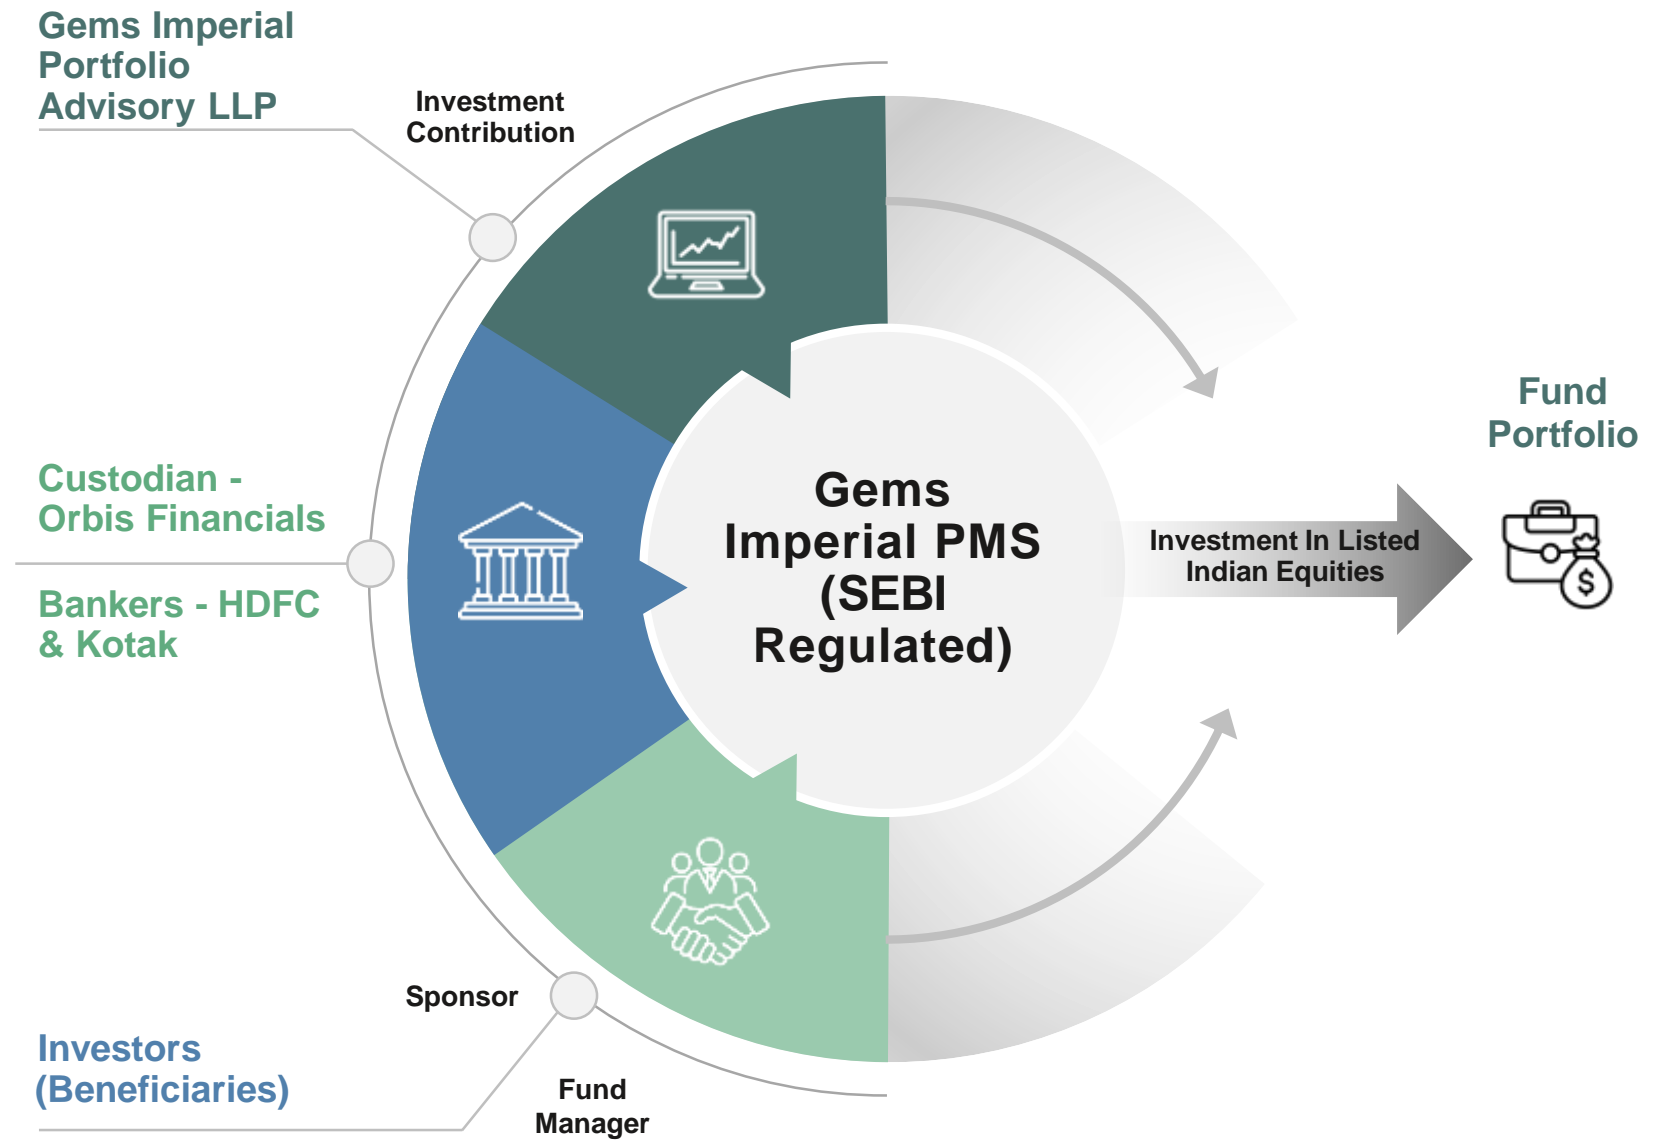 Gems Imperial
Portfolio
Advisory LLP
Investment
Contribution
Custodian -
Orbis Financials
Bankers - HDFC
& Kotak
Gems
Imperial PMS
(SEBI
Regulated)
Investment In Listed
Indian Equities
Fund
Portfolio
$
Sponsor
Investors
(Beneficiaries)
Fund
Manager